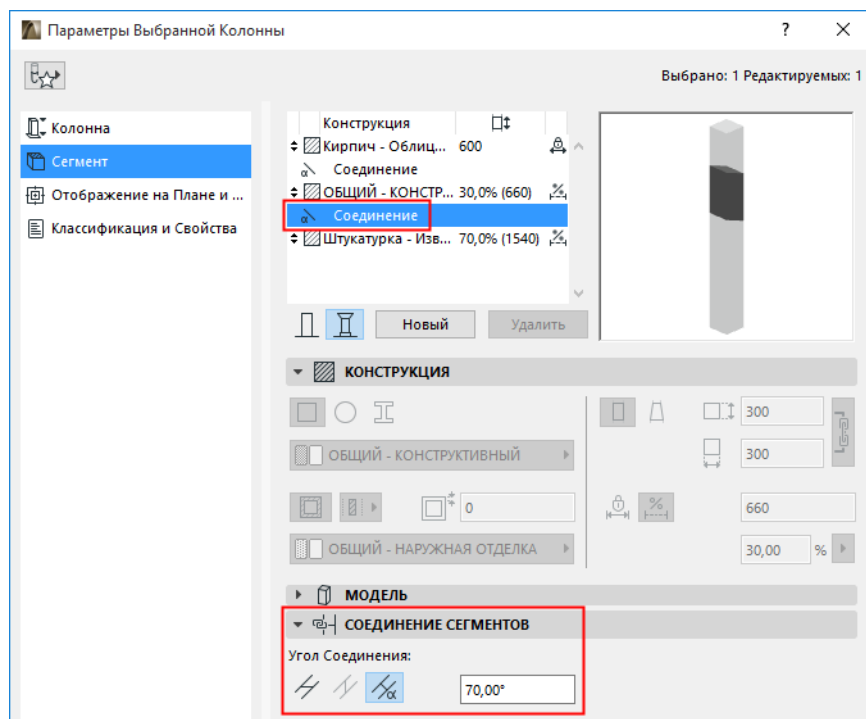 Параметры Выбранной Колонны
?
Выбрано: 1 Редактируемых: 1
Колонна
Сегмент
Отображение на Плане и ...
Классификация и Свойства
Конструкция
Кирпич - Облиц... 600
Соединение
ОБЩИЙ - КОНСТР... 30,0% (660)
α Соединение
Штукатурка - Изв... 70,0% (1540)
Новый
Удалить
КОНСТРУКЦИЯ
300
ОБЩИЙ - КОНСТРУКТИВНЫЙ
300
0
%
660
ОБЩИЙ - НАРУЖНАЯ ОТДЕЛКА
30,00 %
МОДЕЛЬ
СОЕДИНЕНИЕ СЕГМЕНТОВ
Угол Соединения:
α
70,00°